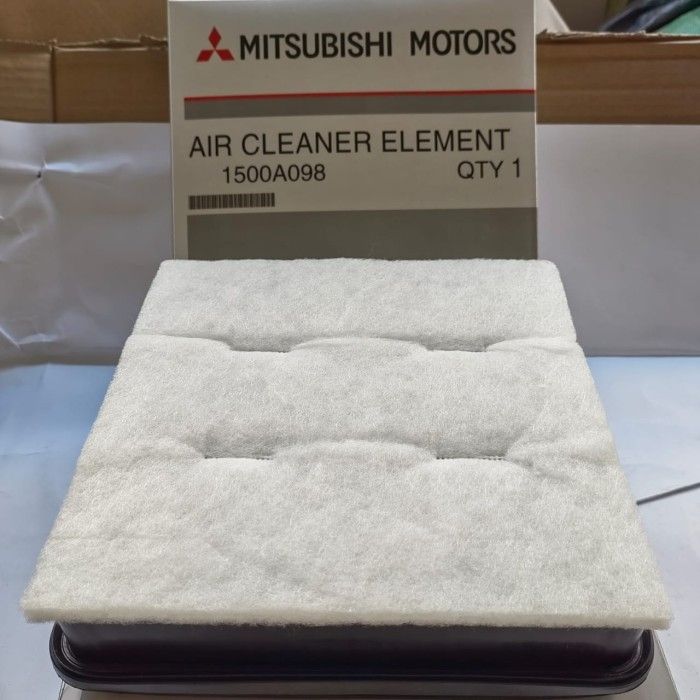 MITSUBISHI MOTORS
AIR CLEANER ELEMENT
1500A098 QTY 1